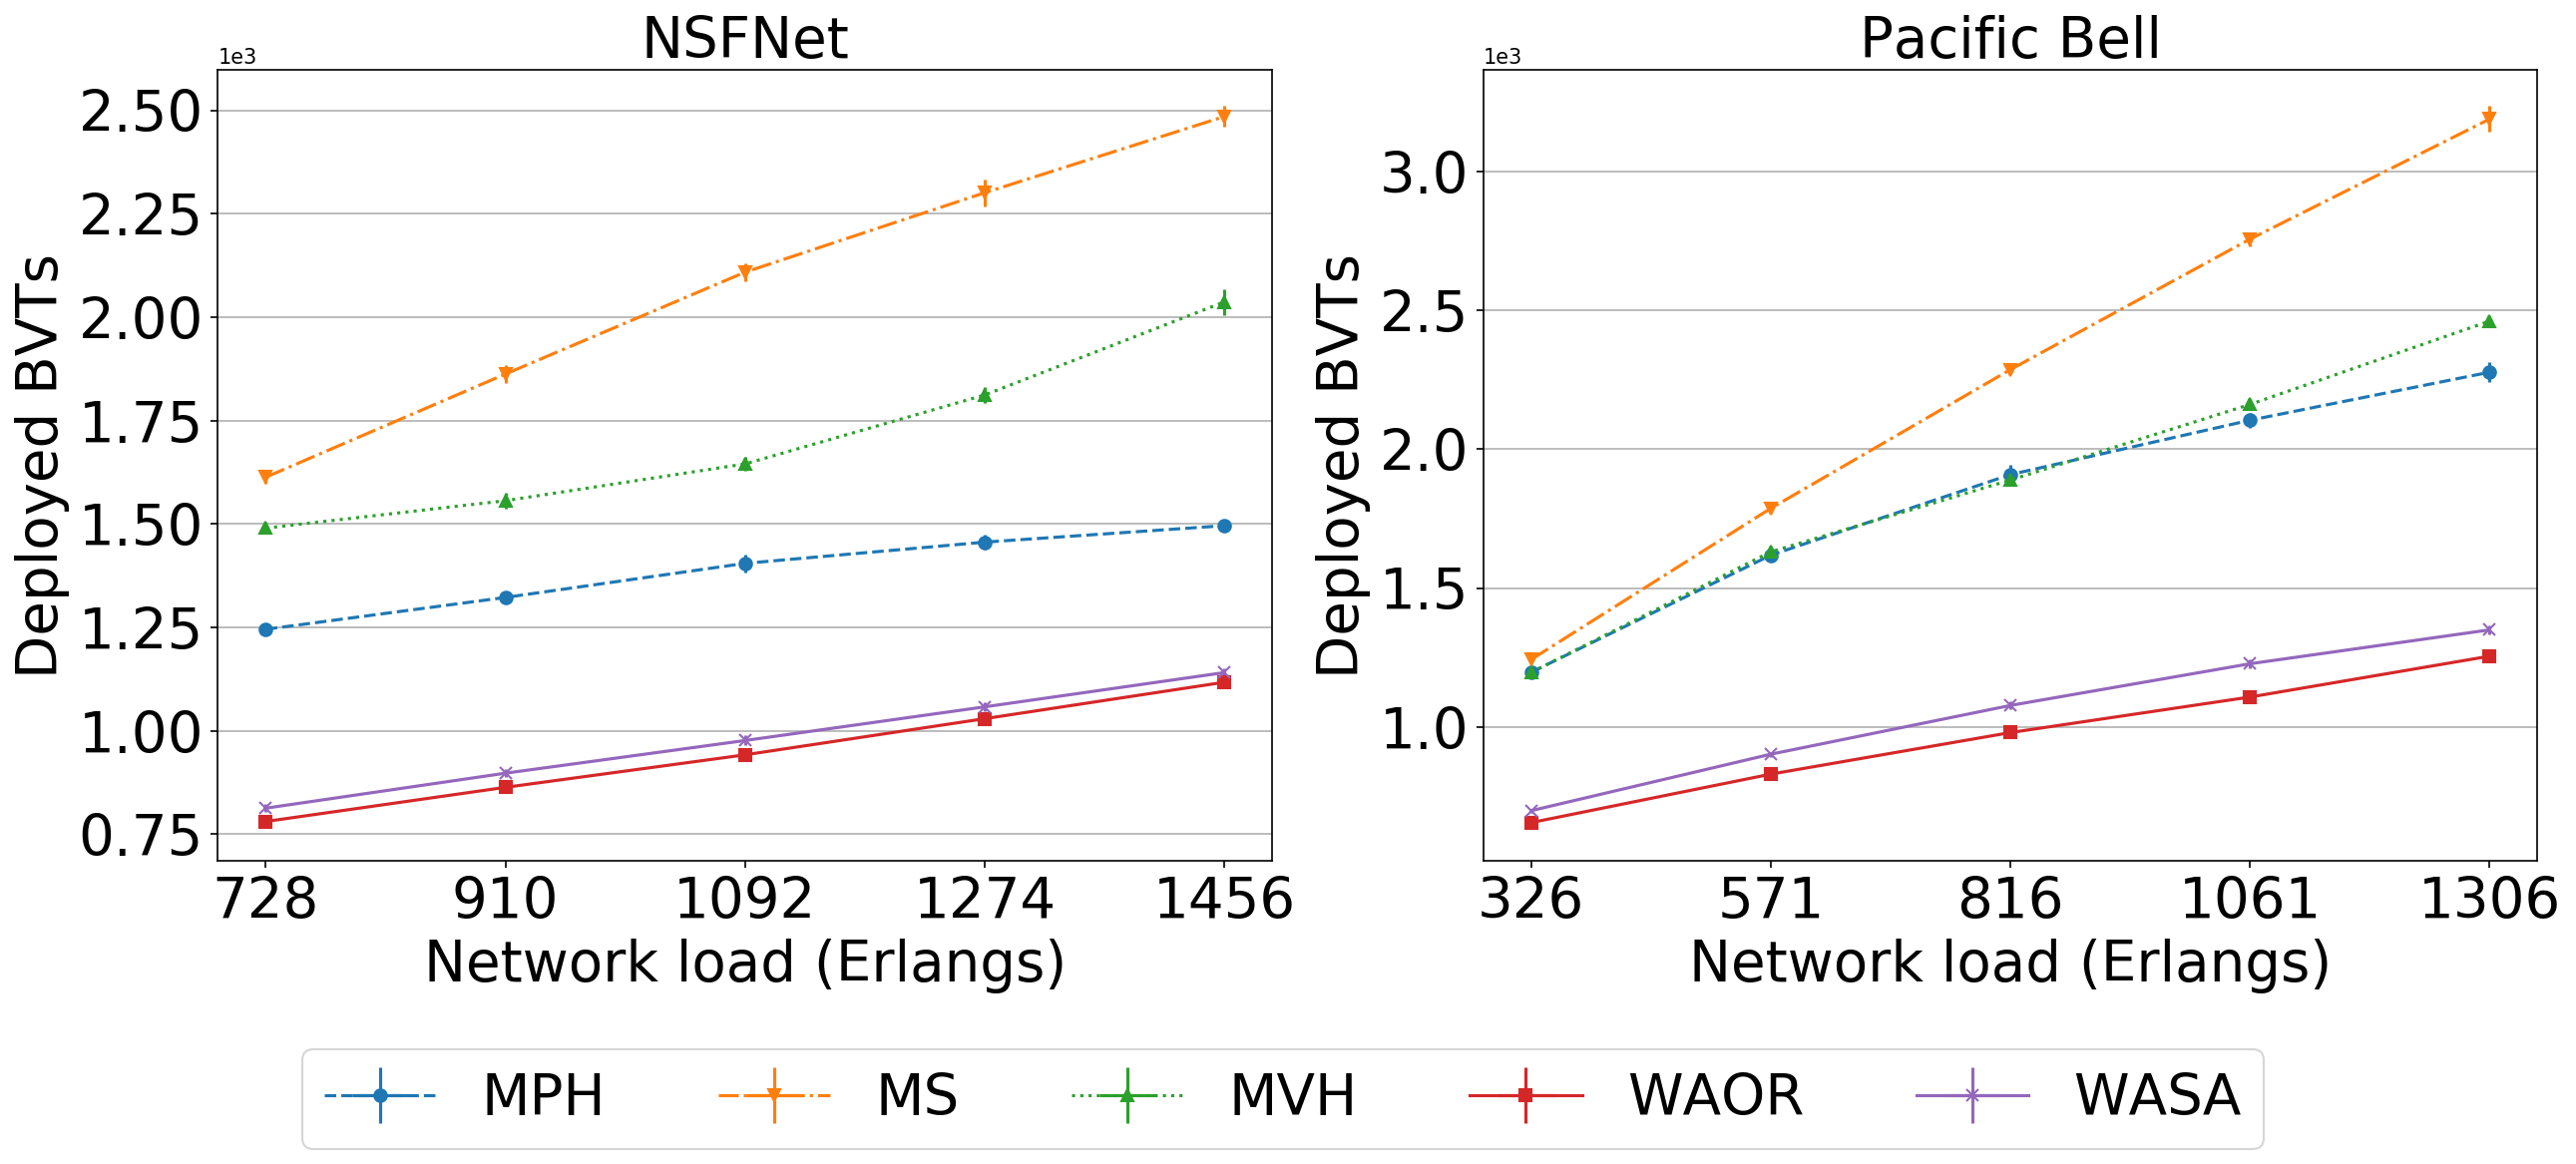 NSFNet
1e3
2.50
2.25
2.00
1.75
1.50
1.25
1.00
0.75
Deployed BVTs
728 910 1092 1274 1456
Network load (Erlangs)
Pacific Bell
1e3
3.0
2.5
2.0
1.5
1.0
Deployed BVTs
326 571 816 1061 1306
Network load (Erlangs)
MPH MS MVH WAOR WASA